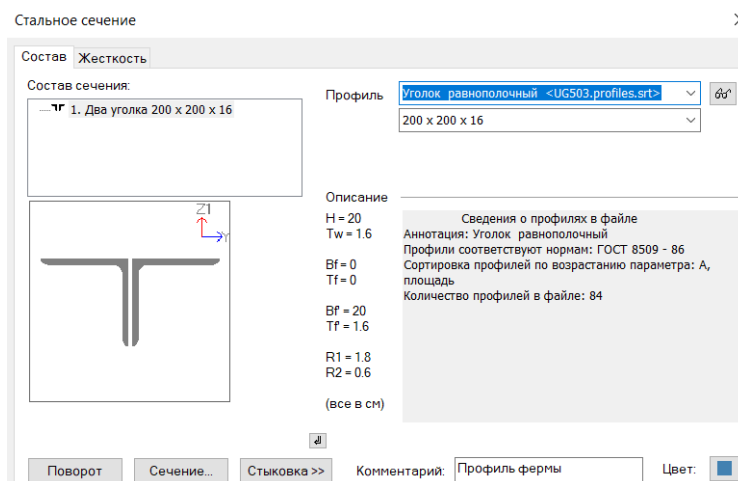 Стальное сечение
Состав Жесткость
Состав сечения:
1. Два уголка 200 x 200 x 16
Профиль
Уголок равнополочный <UG503.profiles.srt>
200 x 200 x 16
Z1
Y
Описание
H = 20
Tw = 1.6
Bf = 0
Tf = 0
Bf' = 20
Tf' = 1.6
R1 = 1.8
R2 = 0.6
(все в см)
Сведения о профилях в файле
Аннотация: Уголок равнополочный
Профили соответствуют нормам: ГОСТ 8509 - 86
Сортировка профилей по возрастанию параметра: A,
площадь
Количество профилей в файле: 84
Поворот Сечение... Стыковка >> Комментарий: Профиль фермы Цвет: